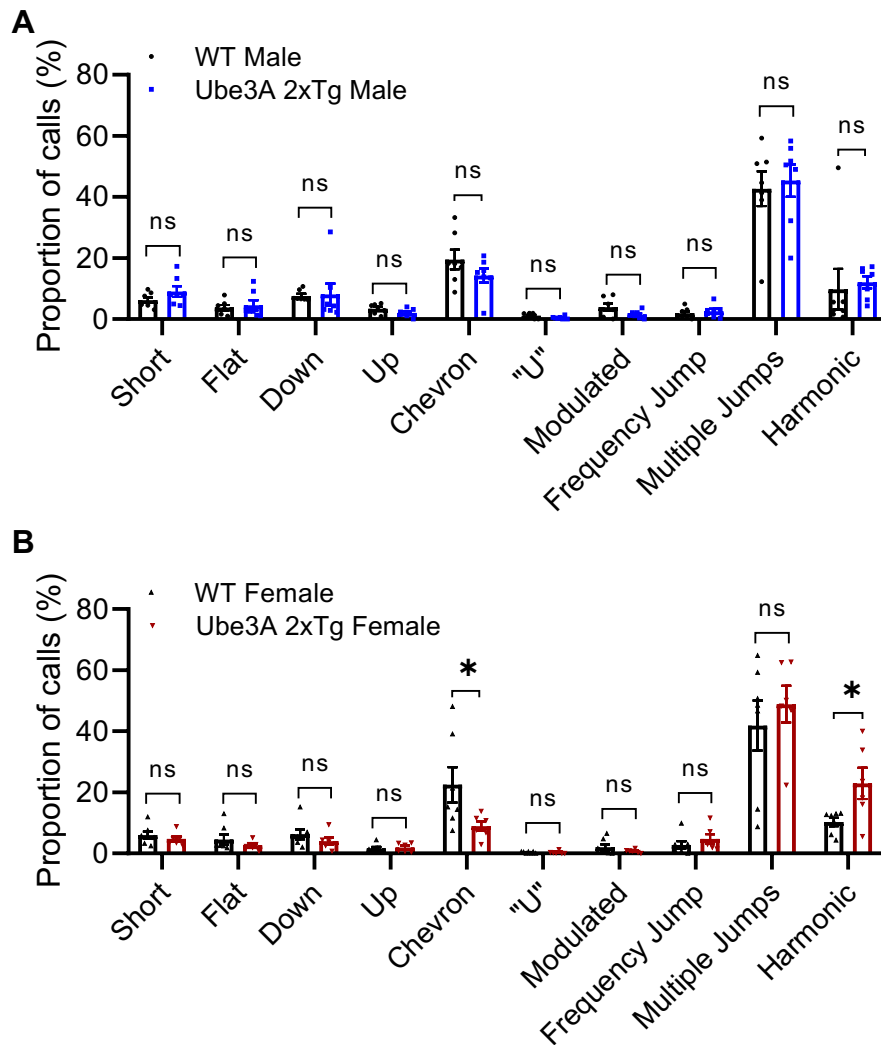 A
WT Male
Ube3A 2xTg Male
Proportion of calls (%)
80
60
40
20
0
ns
ns
ns
ns
ns
ns
ns
ns
ns
ns
Short
Flat
Down
Up
Chevron
"U"
Modulated
Frequency Jump
Multiple Jumps
Harmonic
B
WT Female
Ube3A 2xTg Female
Proportion of calls (%)
80
60
40
20
0
ns
ns
ns
ns
*
ns
ns
ns
ns
*
Short
Flat
Down
Up
Chevron
"U"
Modulated
Frequency Jump
Multiple Jumps
Harmonic